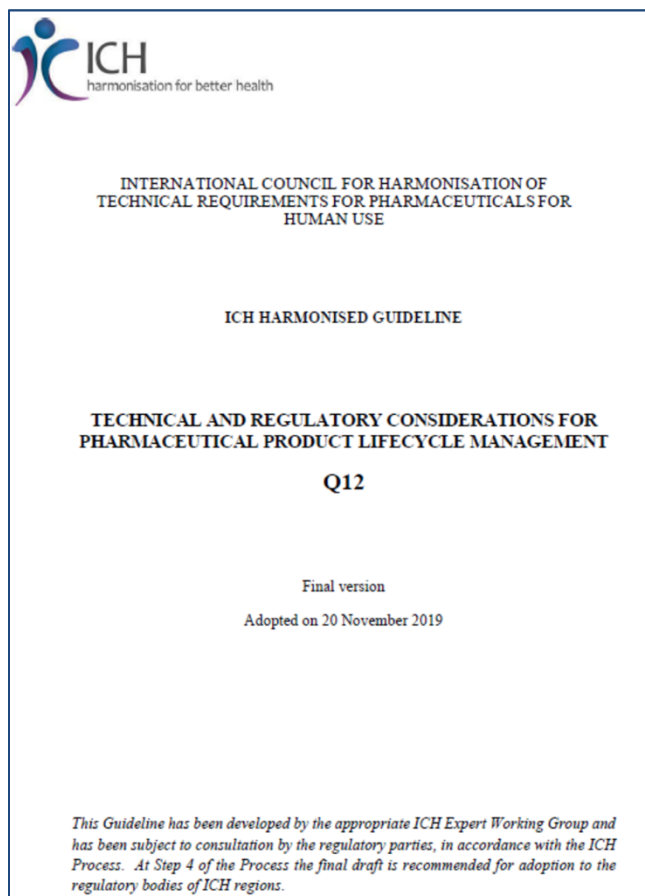 ICH
harmonisation for better health
INTERNATIONAL COUNCIL FOR HARMONISATION OF
TECHNICAL REQUIREMENTS FOR PHARMACEUTICALS FOR
HUMAN USE
ICH HARMONISED GUIDELINE
TECHNICAL AND REGULATORY CONSIDERATIONS FOR
PHARMACEUTICAL PRODUCT LIFECYCLE MANAGEMENT
Q12
Final version
Adopted on 20 November 2019
This Guideline has been developed by the appropriate ICH Expert Working Group and
has been subject to consultation by the regulatory parties, in accordance with the ICH
Process. At Step 4 of the Process the final draft is recommended for adoption to the
regulatory bodies of ICH regions.